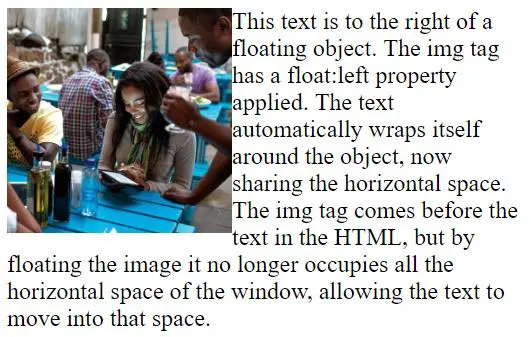 This text is to the right of a
floating object. The img tag
has a float:left property
applied. The text
automatically wraps itself
around the object, now
sharing the horizontal space.
The img tag comes before the
text in the HTML, but by
floating the image it no longer occupies all the
horizontal space of the window, allowing the text to
move into that space.